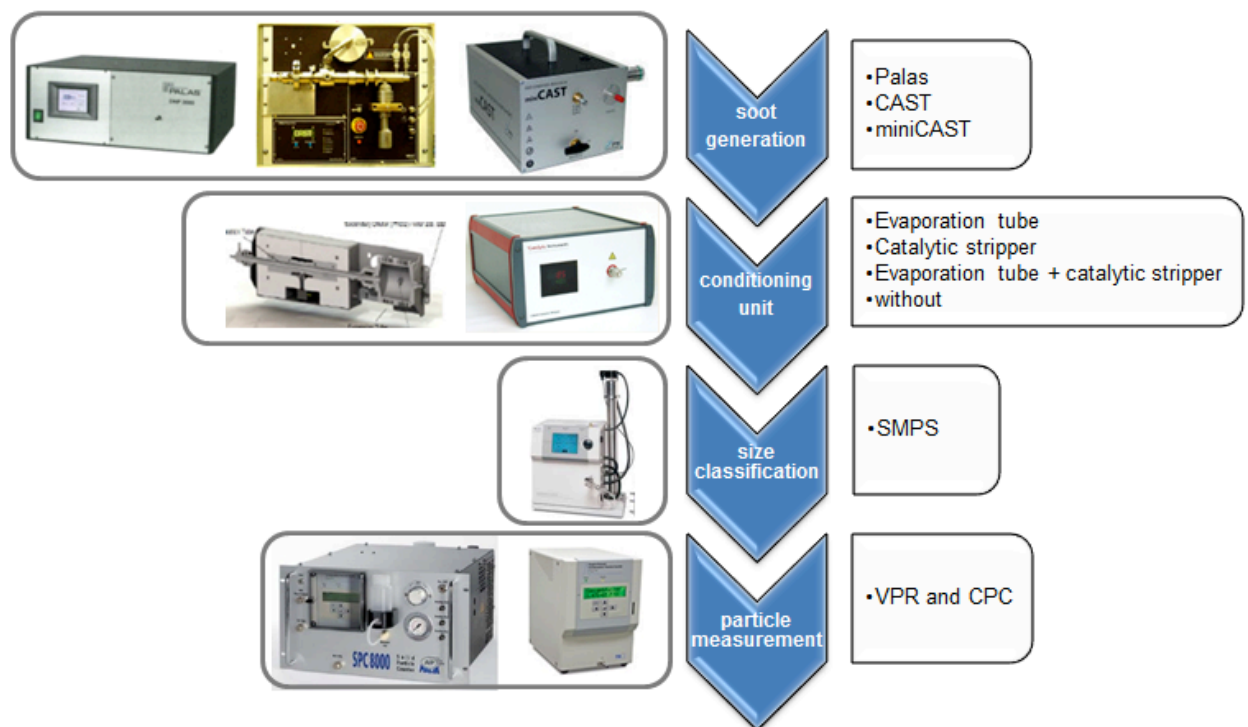 PALAS
miniCAST
soot
generation
•Palas
•CAST
•miniCAST
conditioning
unit
•Evaporation tube
•Catalytic stripper
•Evaporation tube + catalytic stripper
•without
size
classification
•SMPS
SPC 8000
particle
measurement
•VPR and CPC